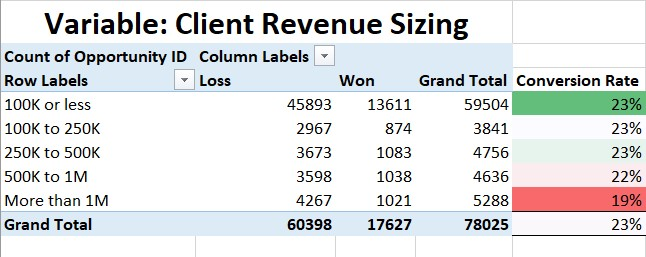 Variable: Client Revenue Sizing
Count of Opportunity ID Column Labels
Row Labels Loss Won Grand Total Conversion Rate
100K or less 45893 13611 59504 23%
100K to 250K 2967 874 3841 23%
250K to 500K 3673 1083 4756 23%
500K to 1M 3598 1038 4636 22%
More than 1M 4267 1021 5288 19%
Grand Total 60398 17627 78025 23%